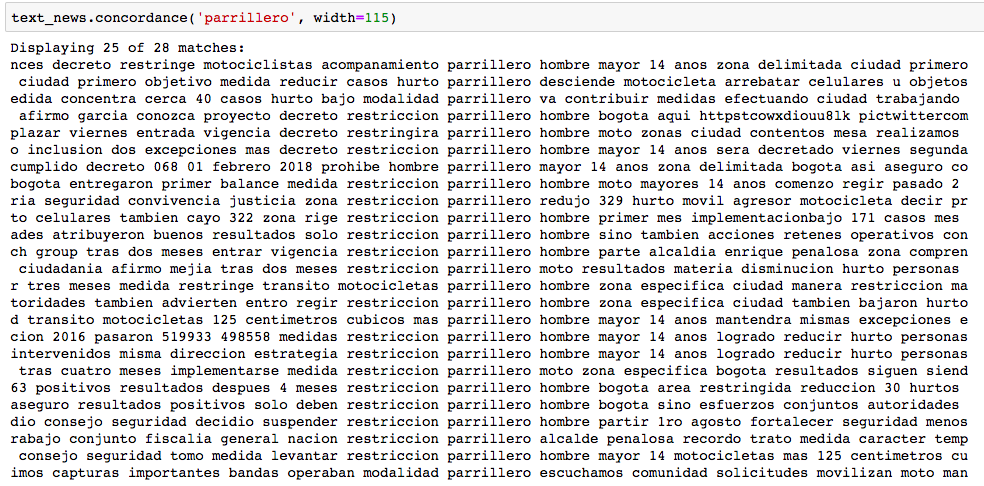 text_news.concordance('parrillero', width=115)
Displaying 25 of 28 matches:
nces decreto restringe motociclistas acompanamiento parrillero hombre mayor 14 anos zona delimitada ciudad primero
ciudad primero objetivo medida reducir casos hurto parrillero desciende motocicleta arrebatar celulares u objetos
edida concentra cerca 40 casos hurto bajo modalidad parrillero va contribuir medidas efectuando ciudad trabajando
afirmo garcia conozca proyecto decreto restriccion parrillero hombre bogota aqui httpstcowxdiouu8lk pictwittercom
plazar viernes entrada vigencia decreto restringira parrillero hombre moto zonas ciudad contentos mesa realizamos
o inclusion dos excepciones mas decreto restriccion parrillero hombre mayor 14 anos sera decretado viernes segunda
cumplido decreto 068 01 febrero 2018 prohibe hombre parrillero mayor 14 anos zona delimitada bogota asi aseguro co
bogota entregaron primer balance medida restriccion parrillero hombre moto mayores 14 anos comenzo regir pasado 2
ria seguridad convivencia justicia zona restriccion parrillero redujo 329 hurto movil agresor motocicleta decir pr
to celulares tambien cayo 322 zona rige restriccion parrillero hombre primer mes implementacionbajo 171 casos mes
ades atribuyeron buenos resultados solo restriccion parrillero hombre sino tambien acciones retenes operativos con
ch group tras dos meses entrar vigencia restriccion parrillero hombre parte alcaldia enrique penalosa zona compren
ciudadania afirmo mejia tras dos meses restriccion parrillero moto resultados materia disminucion hurto personas
r tres meses medida restringe transito motocicletas parrillero hombre zona especifica ciudad manera restriccion ma
toridades tambien advierten entro regir restriccion parrillero hombre zona especifica ciudad tambien bajaron hurto
d transito motocicletas 125 centimetros cubicos mas parrillero hombre mayor 14 anos mantendra mismas excepciones e
cion 2016 pasaron 519933 498558 medidas restriccion parrillero hombre mayor 14 anos logrado reducir hurto personas
intervenidos misma direccion estrategia restriccion parrillero hombre mayor 14 anos logrado reducir hurto personas
tras cuatro meses implementarse medida restriccion parrillero moto zona especifica bogota resultados siguen siend
63 positivos resultados despues 4 meses restriccion parrillero hombre bogota area restringida reduccion 30 hurtos
aseguro resultados positivos solo deben restriccion parrillero hombre bogota sino esfuerzos conjuntos autoridades
dio consejo seguridad decidio suspender restriccion parrillero hombre partir 1ro agosto fortalecer seguridad menos
rabajo conjunto fiscalia general nacion restriccion parrillero alcalde penalosa recordo trato medida caracter temp
consejo seguridad tomo medida levantar restriccion parrillero hombre mayor 14 motocicletas mas 125 centimetros cu
imos capturas importantes bandas operaban modalidad parrillero escuchamos comunidad solicitudes movilizan moto man